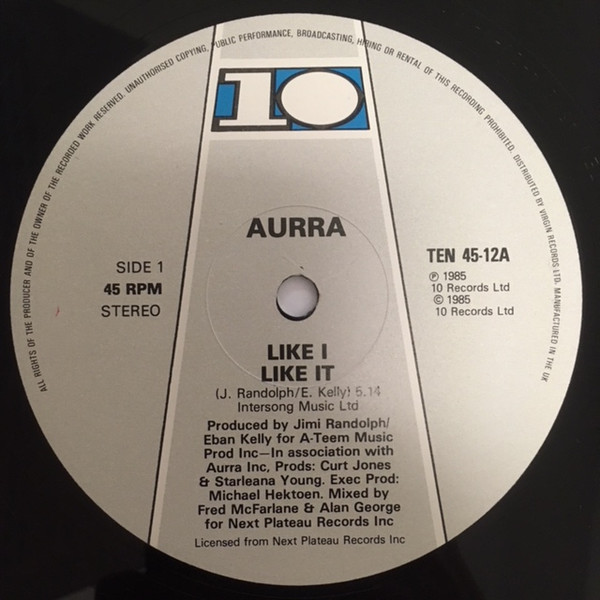 ALL RIGHTS OF THE PRODUCER AND OF THE OWNER OF THE RECORDED WORK RESERVED. UNAUTHORISED COPYING, PUBLIC PERFORMANCE, BROADCASTING, HIRING OR RENTAL OF THIS RECORDING PROHIBITED. DISTRIBUTED BY VIRGIN RECORDS LTD. MANUFACTURED IN THE UK
10
AURRA
SIDE 1
45 RPM
STEREO
TEN 45-12A
℗ 1985
10 Records Ltd
© 1985
10 Records Ltd
LIKE I
LIKE IT
(J. Randolph/E. Kelly) 5.14
Intersong Music Ltd
Produced by Jimi Randolph/
Eban Kelly for A-Teem Music
Prod Inc—In association with
Aurra Inc, Prods: Curt Jones
& Starleana Young. Exec Prod:
Michael Hektoen. Mixed by
Fred McFarlane & Alan George
for Next Plateau Records Inc
Licensed from Next Plateau Records Inc